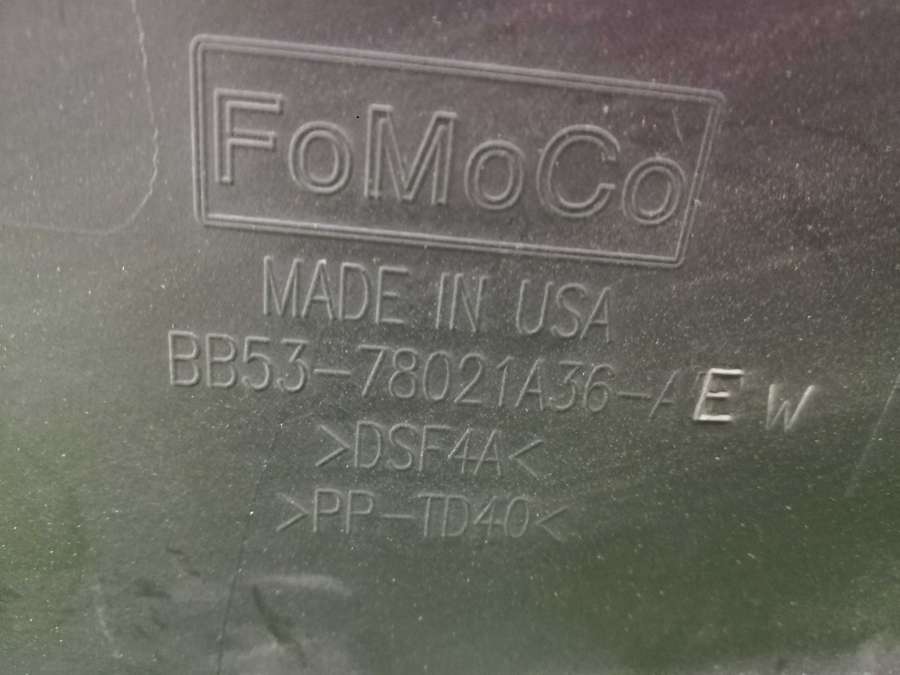 FoMoCo
MADE IN USA
BB53-78021A36-AEW
>DSF4A<
>PP-TD40<